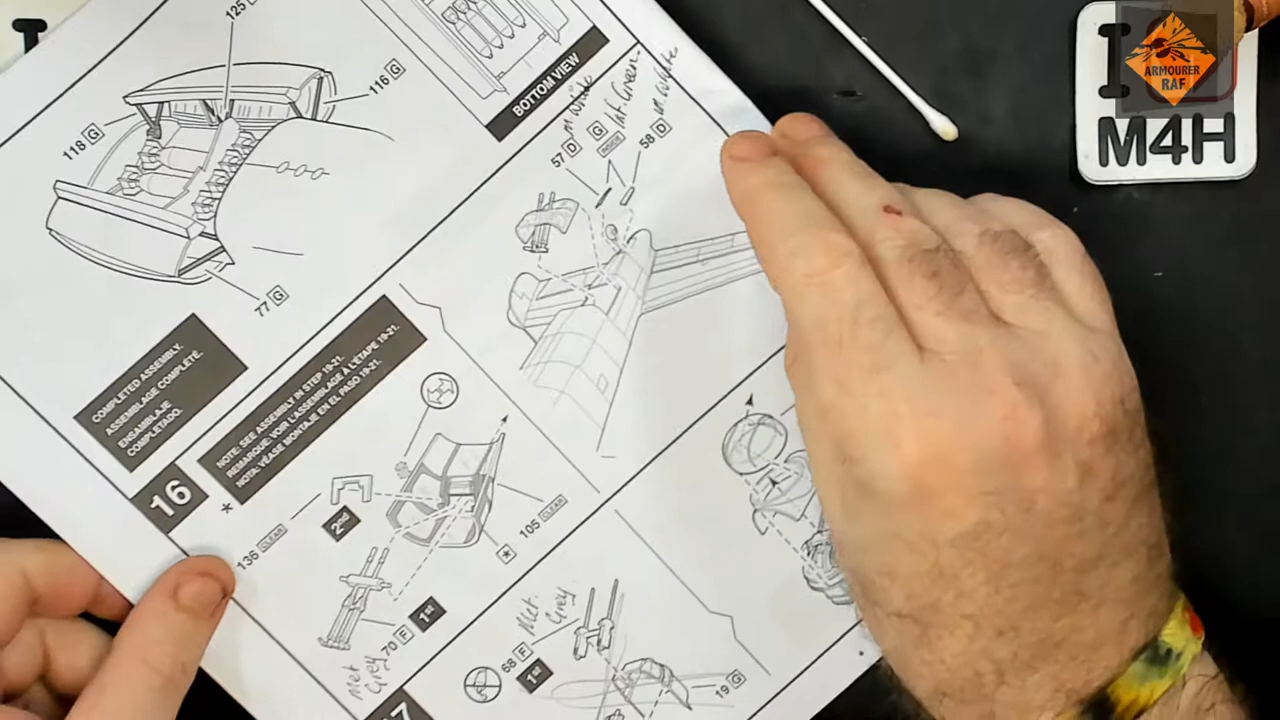 125
116 G
118 G
77 G
BOTTOM VIEW
M. White
Int. Green
M. White
57 D
G
INSIDE
58 D
COMPLETED ASSEMBLY.
ASSEMBLAGE COMPLÉTÉ.
ENSAMBLAJE
COMPLETADO.
16
NOTE: SEE ASSEMBLY IN STEP 19-21.
REMARQUE: VOIR L'ASSEMBLAGE À L'ÉTAPE 19-21.
NOTA: VÉASE MONTAJE EN EL PASO 19-21.
*
136 CLEAR
2nd
* 105 CLEAR
70 F 1st
Met
Grey
68 F
Met.
Grey
1st
19 G
I
ARMOURER
RAF
M4H